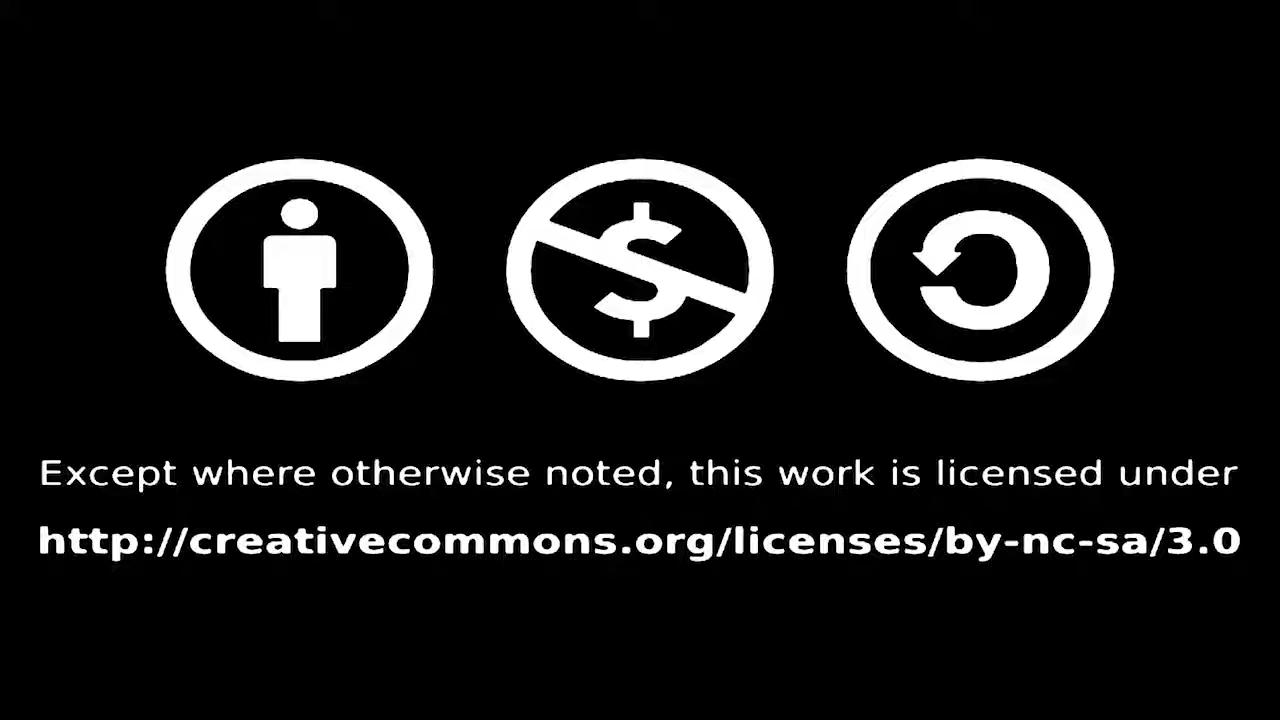 Except where otherwise noted, this work is licensed under
http://creativecommons.org/licenses/by-nc-sa/3.0